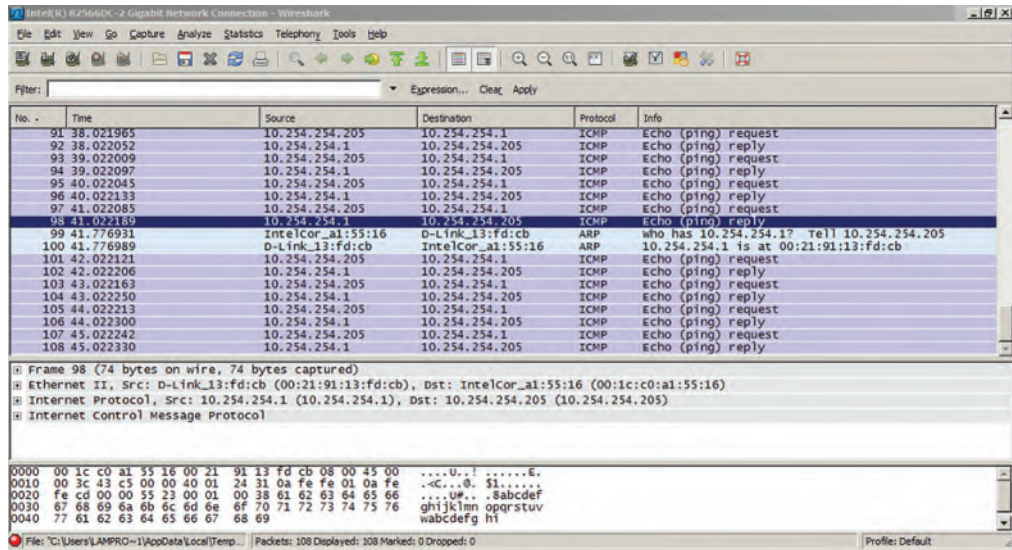 Intel(R) 82566DC-2 Gigabit Network Connection - Wireshark
File Edit View Go Capture Analyze Statistics Telephony Tools Help
Filter: Expression... Clear Apply
No. - Time Source Destination Protocol Info
91 38.021965 10.254.254.205 10.254.254.1 ICMP Echo (ping) request
92 38.022052 10.254.254.1 10.254.254.205 ICMP Echo (ping) reply
93 39.022009 10.254.254.205 10.254.254.1 ICMP Echo (ping) request
94 39.022097 10.254.254.1 10.254.254.205 ICMP Echo (ping) reply
95 40.022045 10.254.254.205 10.254.254.1 ICMP Echo (ping) request
96 40.022133 10.254.254.1 10.254.254.205 ICMP Echo (ping) reply
97 41.022085 10.254.254.205 10.254.254.1 ICMP Echo (ping) request
98 41.022189 10.254.254.1 10.254.254.205 ICMP Echo (ping) reply
99 41.776931 IntelCor_a1:55:16 D-Link_13:fd:cb ARP who has 10.254.254.1? Tell 10.254.254.205
100 41.776989 D-Link_13:fd:cb IntelCor_a1:55:16 ARP 10.254.254.1 is at 00:21:91:13:fd:cb
101 42.022121 10.254.254.205 10.254.254.1 ICMP Echo (ping) request
102 42.022206 10.254.254.1 10.254.254.205 ICMP Echo (ping) reply
103 43.022163 10.254.254.205 10.254.254.1 ICMP Echo (ping) request
104 43.022250 10.254.254.1 10.254.254.205 ICMP Echo (ping) reply
105 44.022213 10.254.254.205 10.254.254.1 ICMP Echo (ping) request
106 44.022300 10.254.254.1 10.254.254.205 ICMP Echo (ping) reply
107 45.022242 10.254.254.205 10.254.254.1 ICMP Echo (ping) request
108 45.022330 10.254.254.1 10.254.254.205 ICMP Echo (ping) reply
Frame 98 (74 bytes on wire, 74 bytes captured)
Ethernet II, Src: D-Link_13:fd:cb (00:21:91:13:fd:cb), Dst: IntelCor_a1:55:16 (00:1c:c0:a1:55:16)
Internet Protocol, Src: 10.254.254.1 (10.254.254.1), Dst: 10.254.254.205 (10.254.254.205)
Internet Control Message Protocol
0000 00 1c c0 a1 55 16 00 21 91 13 fd cb 08 00 45 00 ....U..! ......E.
0010 00 3c 43 c5 00 00 40 01 24 31 0a fe fe 01 0a fe .<C...@. $1......
0020 fe cd 00 00 55 23 00 01 00 38 61 62 63 64 65 66 ....U#.. .8abcdef
0030 67 68 69 6a 6b 6c 6d 6e 6f 70 71 72 73 74 75 76 ghijklmn opqrstuv
0040 77 61 62 63 64 65 66 67 68 69 wabcdefg hi
File: "C:\Users\LAMPRO~1\AppData\Local\Temp... Packets: 108 Displayed: 108 Marked: 0 Dropped: 0 Profile: Default